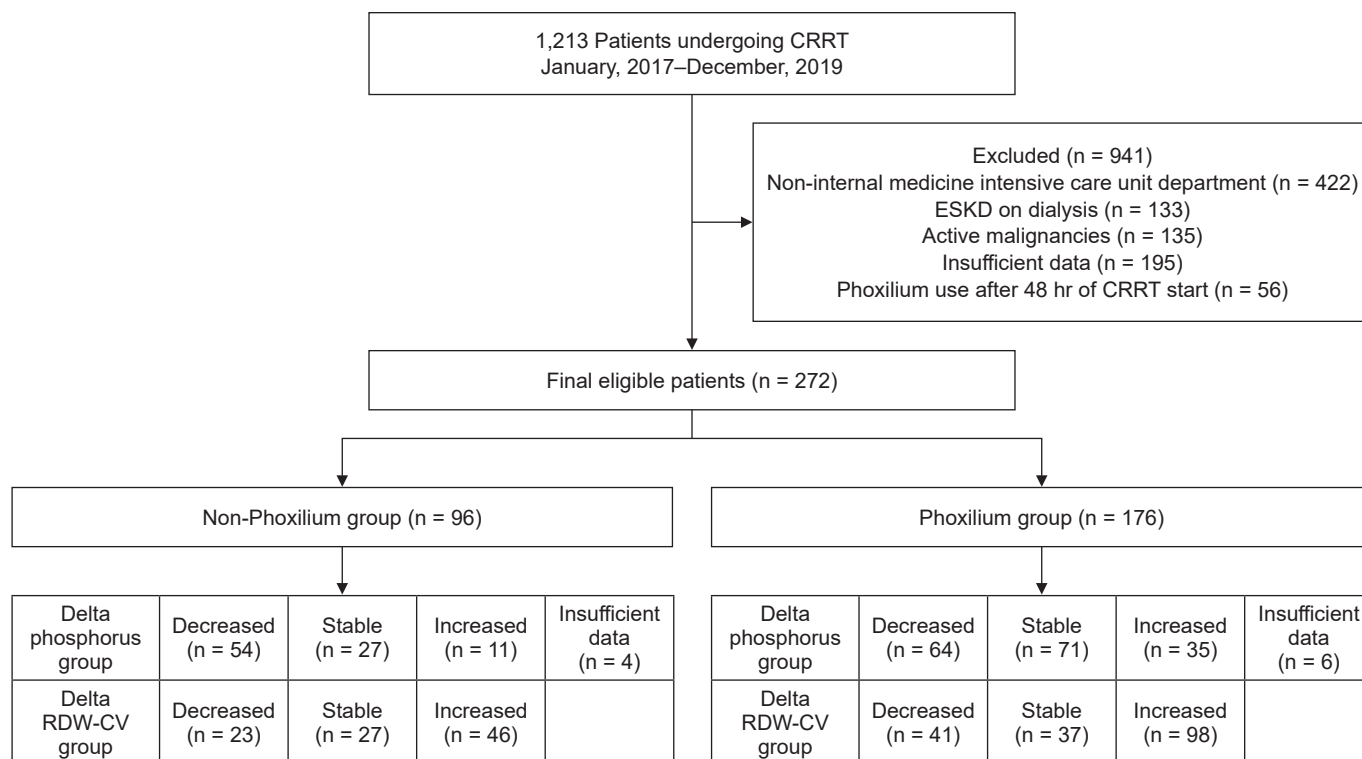 1,213 Patients undergoing CRRT
January, 2017–December, 2019
Excluded (n = 941)
Non-internal medicine intensive care unit department (n = 422)
ESKD on dialysis (n = 133)
Active malignancies (n = 135)
Insufficient data (n = 195)
Phoxilium use after 48 hr of CRRT start (n = 56)
Final eligible patients (n = 272)
Non-Phoxilium group (n = 96)
Phoxilium group (n = 176)
Delta
phosphorus
group
Decreased
(n = 54)
Stable
(n = 27)
Increased
(n = 11)
Insufficient
data
(n = 4)
Delta
RDW-CV
group
Decreased
(n = 23)
Stable
(n = 27)
Increased
(n = 46)
Delta
phosphorus
group
Decreased
(n = 64)
Stable
(n = 71)
Increased
(n = 35)
Insufficient
data
(n = 6)
Delta
RDW-CV
group
Decreased
(n = 41)
Stable
(n = 37)
Increased
(n = 98)